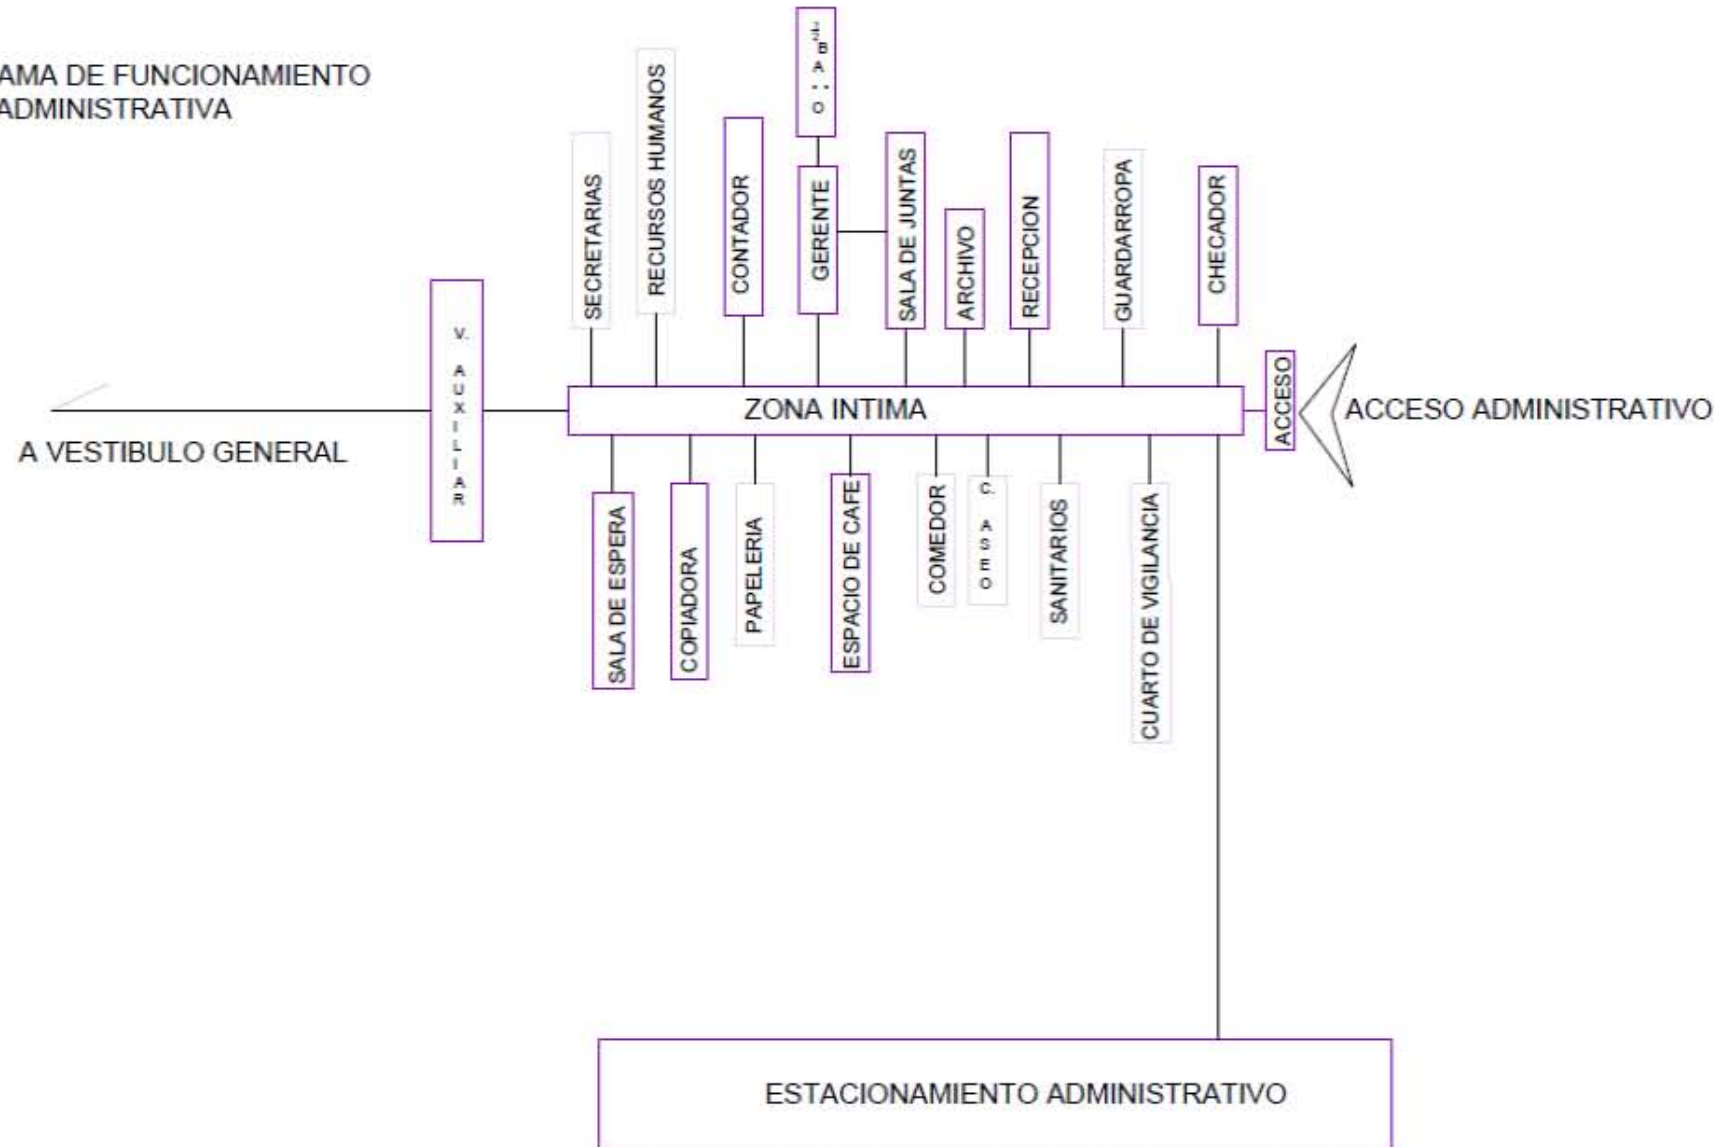 AMA DE FUNCIONAMIENTO
ADMINISTRATIVA
SECRETARIAS
RECURSOS HUMANOS
CONTADOR
GERENTE
SALA DE JUNTAS
ARCHIVO
RECEPCION
GUARDARROPA
CHECADOR
V. AUXILIAR
ZONA INTIMA
ACCESO
ACCESO ADMINISTRATIVO
A VESTIBULO GENERAL
SALA DE ESPERA
COPIADORA
PAPELERIA
ESPACIO DE CAFE
COMEDOR
C. ASEO
SANITARIOS
CUARTO DE VIGILANCIA
ESTACIONAMIENTO ADMINISTRATIVO